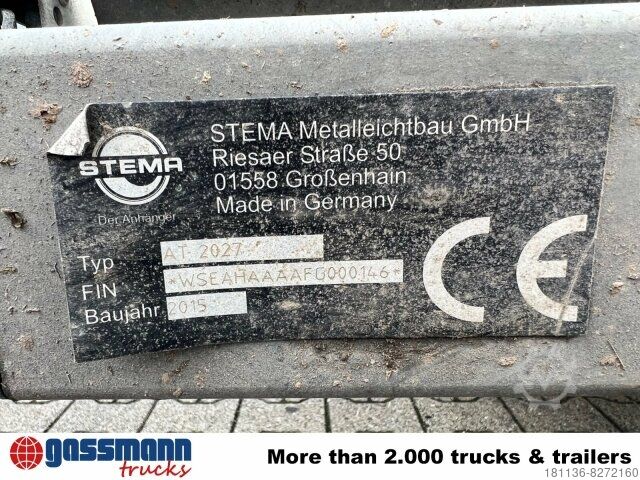 STEMA
Der Anhänger
STEMA Metalleichtbau GmbH
Riesaer Straße 50
01558 Großenhain
Made in Germany
Typ AT 2027
FIN *WSEAHAAAAFG000146*
Baujahr 2015
CE
gassmann
trucks
More than 2.000 trucks & trailers
181136-8272160